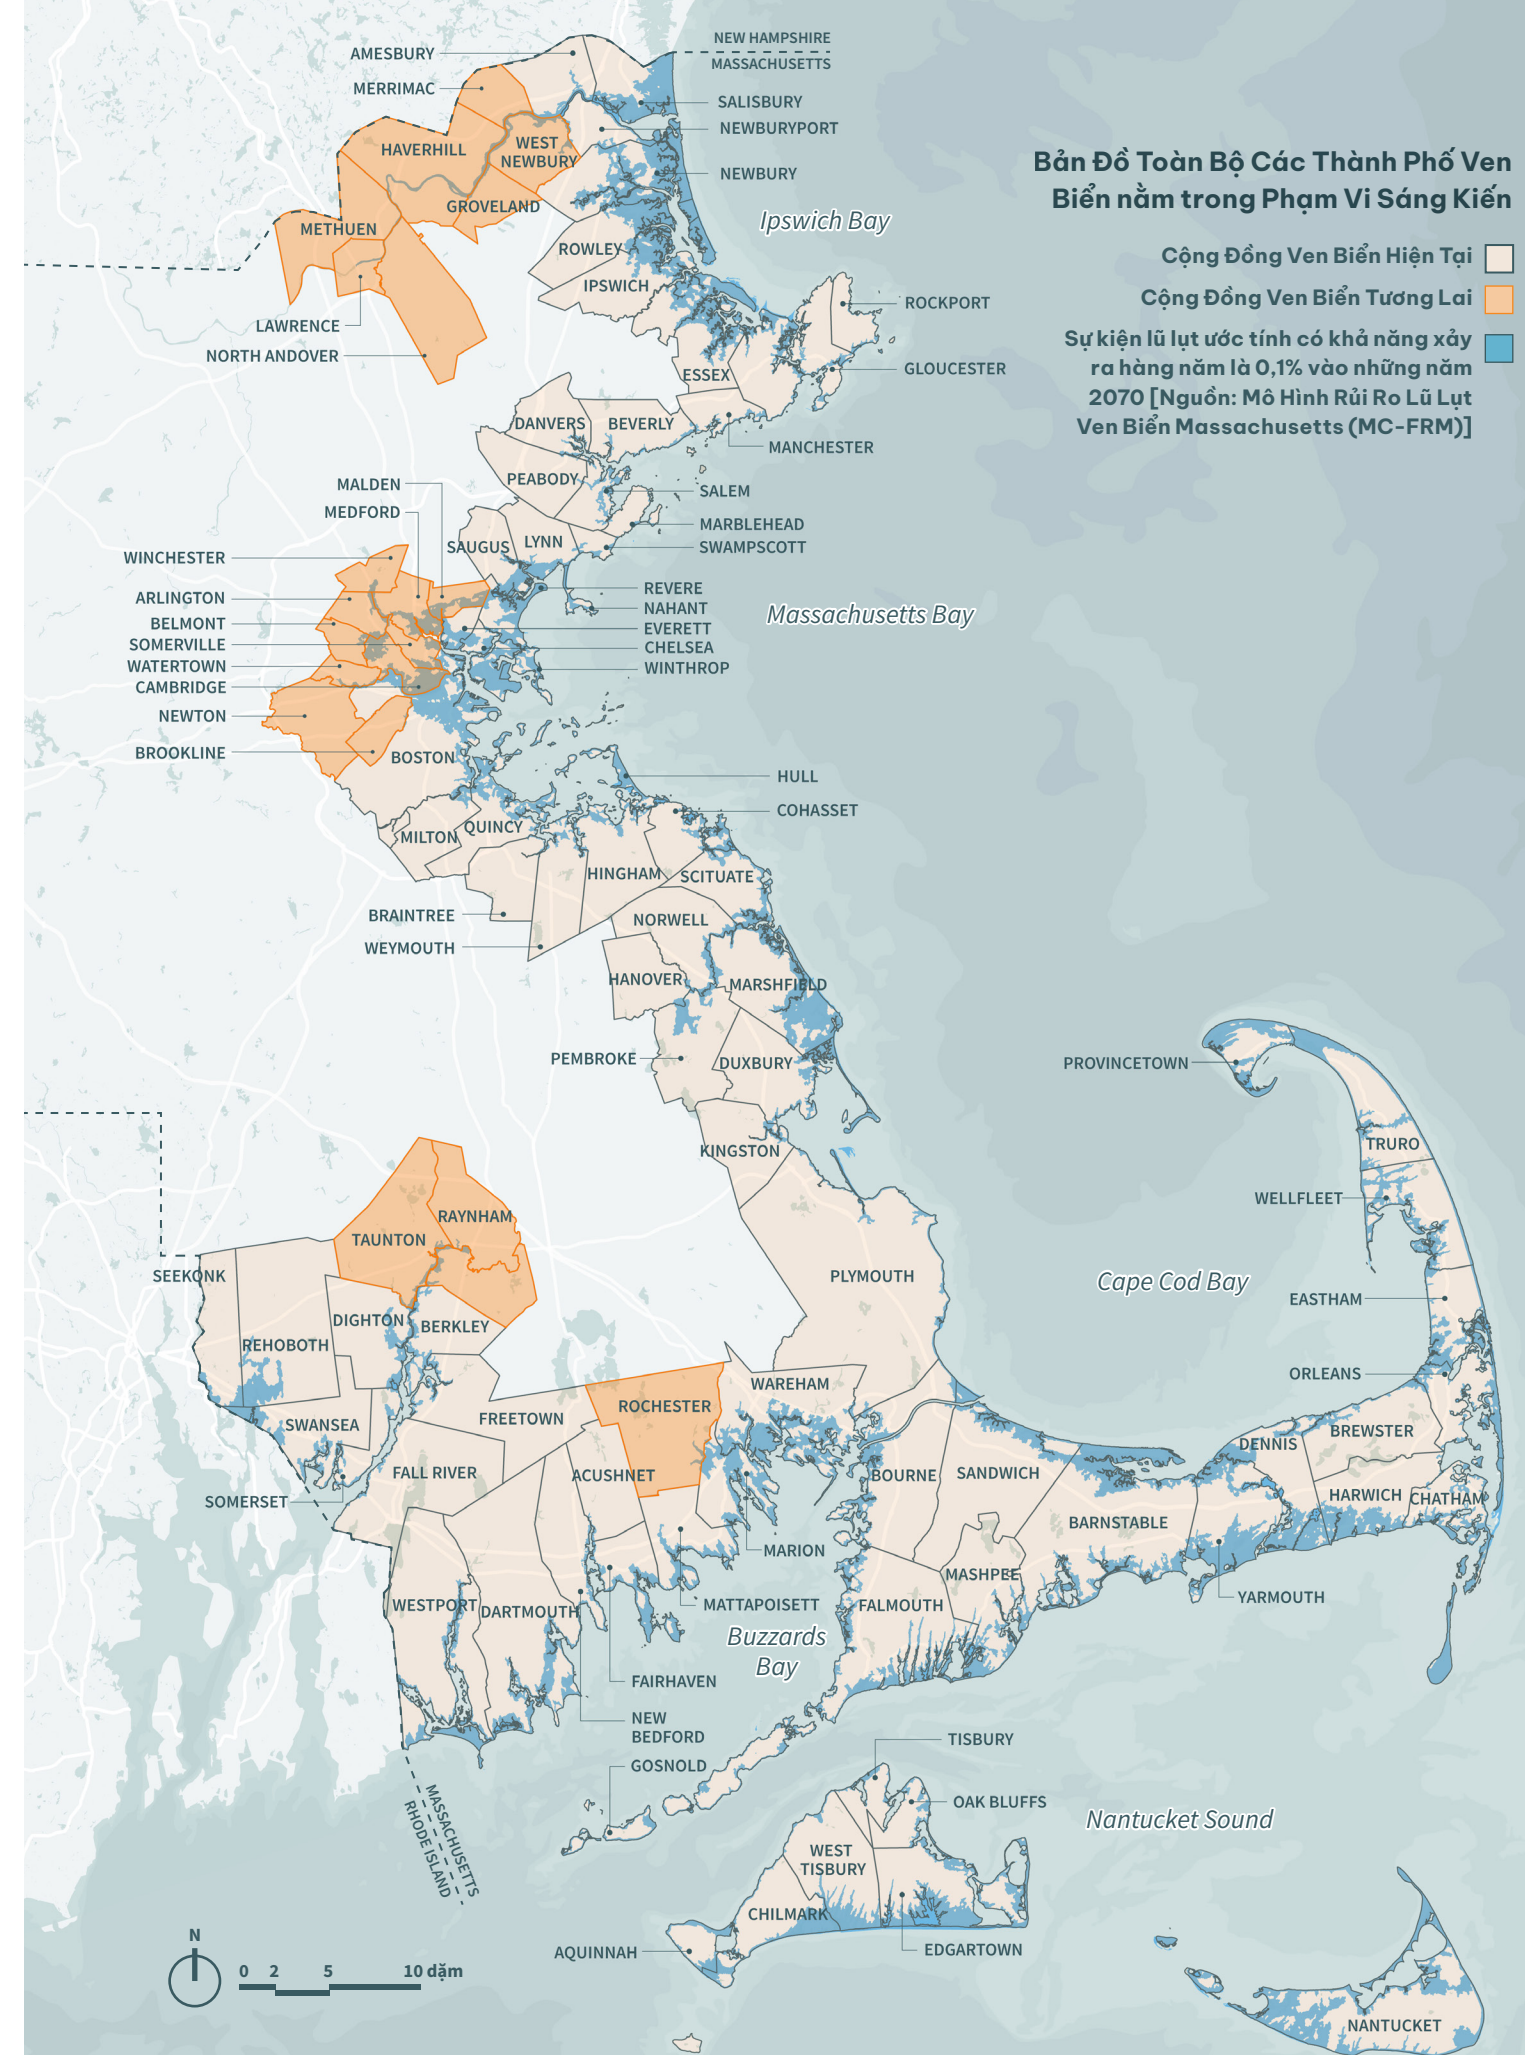 NEW HAMPSHIRE
MASSACHUSETTS
AMESBURY
MERRIMAC
SALISBURY
NEWBURYPORT
HAVERHILL
WEST
NEWBURY
NEWBURY
Bản Đồ Toàn Bộ Các Thành Phố Ven
Biển nằm trong Phạm Vi Sáng Kiến
GROVELAND
Ipswich Bay
METHUEN
ROWLEY
Cộng Đồng Ven Biển Hiện Tại
IPSWICH
Cộng Đồng Ven Biển Tương Lai
ROCKPORT
LAWRENCE
Sự kiện lũ lụt ước tính có khả năng xảy
ra hàng năm là 0,1% vào những năm
2070 [Nguồn: Mô Hình Rủi Ro Lũ Lụt
Ven Biển Massachusetts (MC-FRM)]
NORTH ANDOVER
GLOUCESTER
ESSEX
DANVERS
BEVERLY
MANCHESTER
PEABODY
MALDEN
SALEM
MEDFORD
MARBLEHEAD
SAUGUS
LYNN
SWAMPSCOTT
WINCHESTER
REVERE
ARLINGTON
NAHANT
Massachusetts Bay
BELMONT
EVERETT
SOMERVILLE
CHELSEA
WATERTOWN
WINTHROP
CAMBRIDGE
NEWTON
BROOKLINE
BOSTON
HULL
COHASSET
MILTON
QUINCY
HINGHAM
SCITUATE
BRAINTREE
NORWELL
WEYMOUTH
HANOVER
MARSHFIELD
PEMBROKE
DUXBURY
PROVINCETOWN
KINGSTON
TRURO
WELLFLEET
RAYNHAM
TAUNTON
SEEKONK
PLYMOUTH
Cape Cod Bay
EASTHAM
DIGHTON
BERKLEY
REHOBOTH
ORLEANS
WAREHAM
ROCHESTER
SWANSEA
FREETOWN
BREWSTER
DENNIS
FALL RIVER
ACUSHNET
BOURNE
SANDWICH
HARWICH
CHATHAM
SOMERSET
BARNSTABLE
MARION
MASHPEE
YARMOUTH
WESTPORT
DARTMOUTH
MATTAPOISETT
FALMOUTH
Buzzards
Bay
FAIRHAVEN
NEW
BEDFORD
TISBURY
GOSNOLD
MASSACHUSETTS
RHODE ISLAND
OAK BLUFFS
Nantucket Sound
WEST
TISBURY
CHILMARK
AQUINNAH
EDGARTOWN
N
0 2 5 10 dặm
NANTUCKET